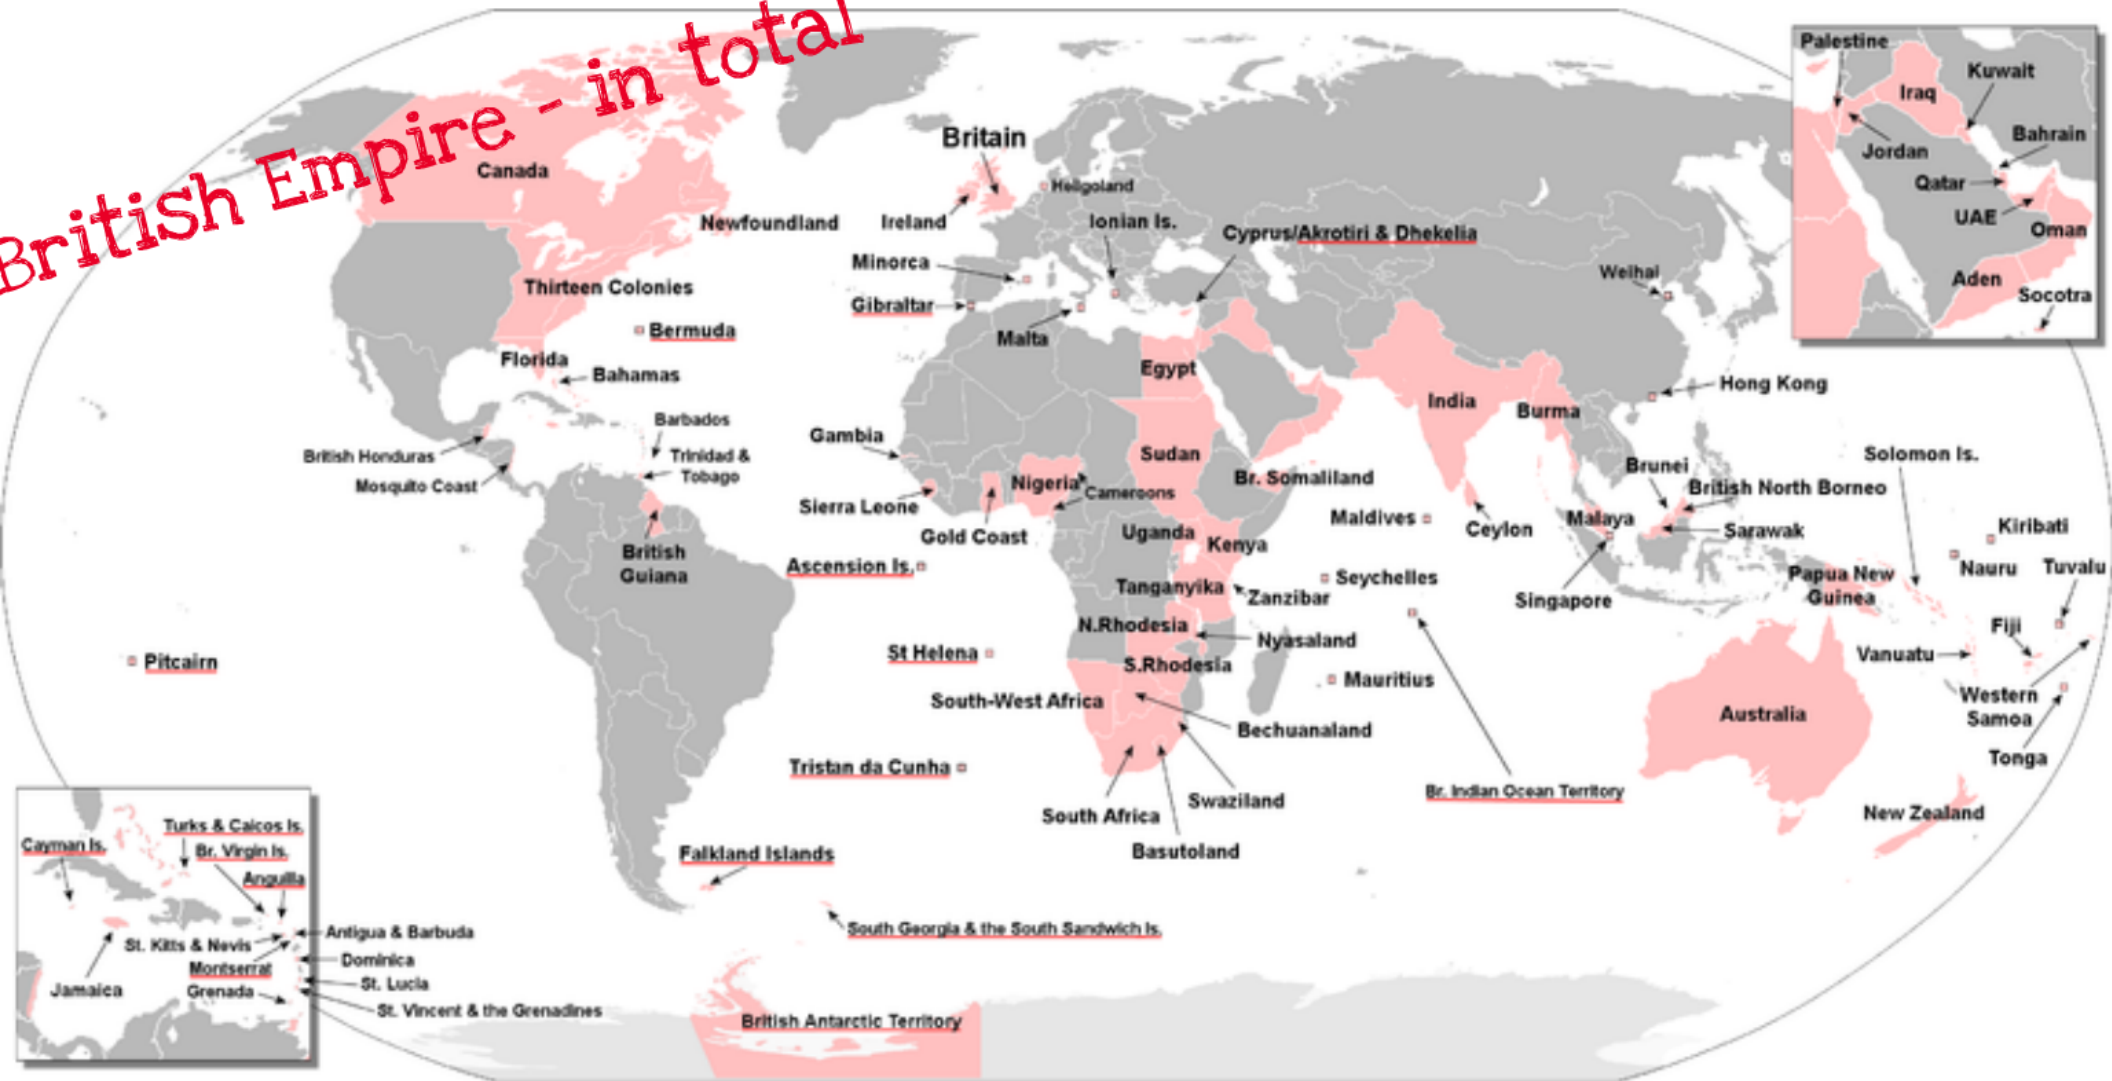 British Empire - in total
Palestine
Iraq
Kuwait
Bahrain
Jordan
Qatar
UAE
Oman
Aden
Socotra
Britain
Canada
Heligoland
Newfoundland
Ireland
Ionian Is.
Cyprus/Akrotiri & Dhekelia
Minorca
Weihai
Thirteen Colonies
Gibraltar
Bermuda
Malta
Florida
Bahamas
Egypt
Hong Kong
India
Burma
Barbados
Gambia
British Honduras
Trinidad &
Tobago
Sudan
Solomon Is.
Brunei
Mosquito Coast
Nigeria
Cameroons
Br. Somaliland
British North Borneo
Sierra Leone
Gold Coast
Maldives
Malaya
Ceylon
Sarawak
Kiribati
Uganda
Kenya
British
Guiana
Ascension Is.
Nauru
Tuvalu
Papua New
Guinea
Seychelles
Tanganyika
Zanzibar
Singapore
N.Rhodesia
Nyasaland
Fiji
Pitcairn
St Helena
S.Rhodesia
Vanuatu
Mauritius
South-West Africa
Western
Samoa
Australia
Bechuanaland
Tonga
Tristan da Cunha
Br. Indian Ocean Territory
Swaziland
South Africa
New Zealand
Basutoland
Falkland Islands
Turks & Caicos Is.
Cayman Is.
Br. Virgin Is.
Anguilla
South Georgia & the South Sandwich Is.
Antigua & Barbuda
St. Kitts & Nevis
Dominica
Montserrat
St. Lucia
Jamaica
Grenada
St. Vincent & the Grenadines
British Antarctic Territory